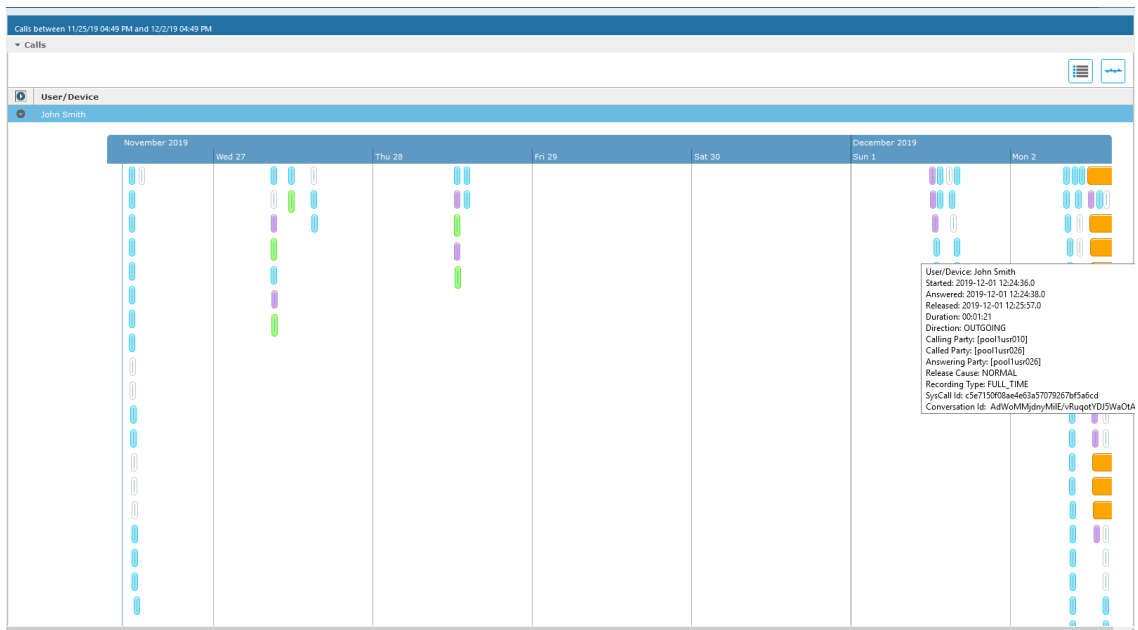 Calls between 11/25/19 04:49 PM and 12/2/19 04:49 PM
Calls
User/Device
John Smith
November 2019
December 2019
Wed 27
Thu 28
Fri 29
Sat 30
Sun 1
Mon 2
User/Device: John Smith
Started: 2019-12-01 12:24:36.0
Answered: 2019-12-01 12:24:38.0
Released: 2019-12-01 12:25:57.0
Duration: 00:01:21
Direction: OUTGOING
Calling Party: [pool1usr010]
Called Party: [pool1usr026]
Answering Party: [pool1usr026]
Release Cause: NORMAL
Recording Type: FULL_TIME
SysCall Id: c5e7150f08ae4e63a57079267bf5a6cd
Conversation Id: AdWoMMjdnyMilE/vRuqotYDJ5WaOtA